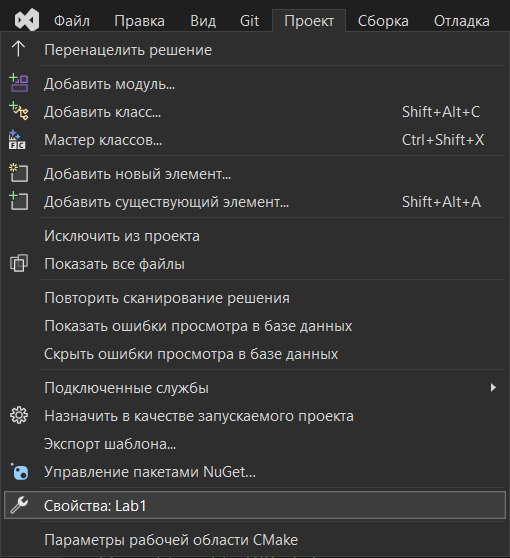 Файл Правка Вид Git Проект Сборка Отладка
Перенацелить решение
Добавить модуль...
Добавить класс... Shift+Alt+C
Мастер классов... Ctrl+Shift+X
Добавить новый элемент...
Добавить существующий элемент... Shift+Alt+A
Исключить из проекта
Показать все файлы
Повторить сканирование решения
Показать ошибки просмотра в базе данных
Скрыть ошибки просмотра в базе данных
Подключенные службы
Назначить в качестве запускаемого проекта
Экспорт шаблона...
Управление пакетами NuGet...
Свойства: Lab1
Параметры рабочей области CMake